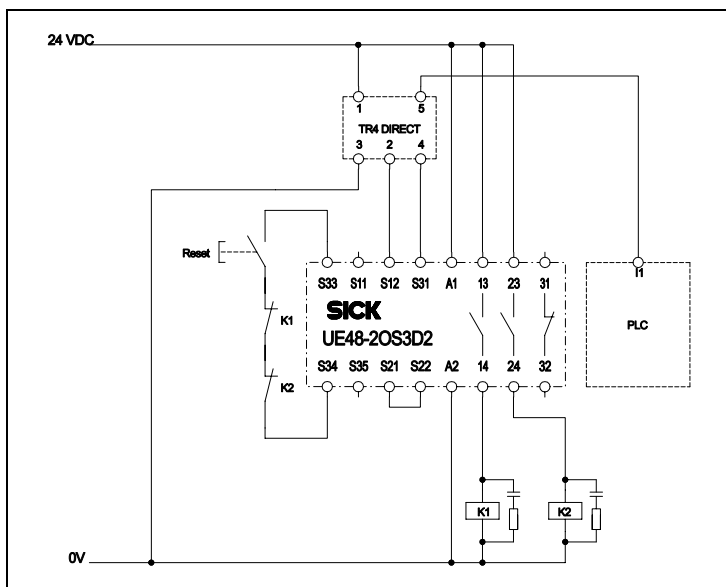 24 VDC
1 5
TR4 DIRECT
3 2 4
Reset
S33 S11 S12 S31 A1 13 23 31
I1
SICK
UE48-2OS3D2
K1
PLC
S34 S35 S21 S22 A2 14 24 32
K2
K1 K2
0V